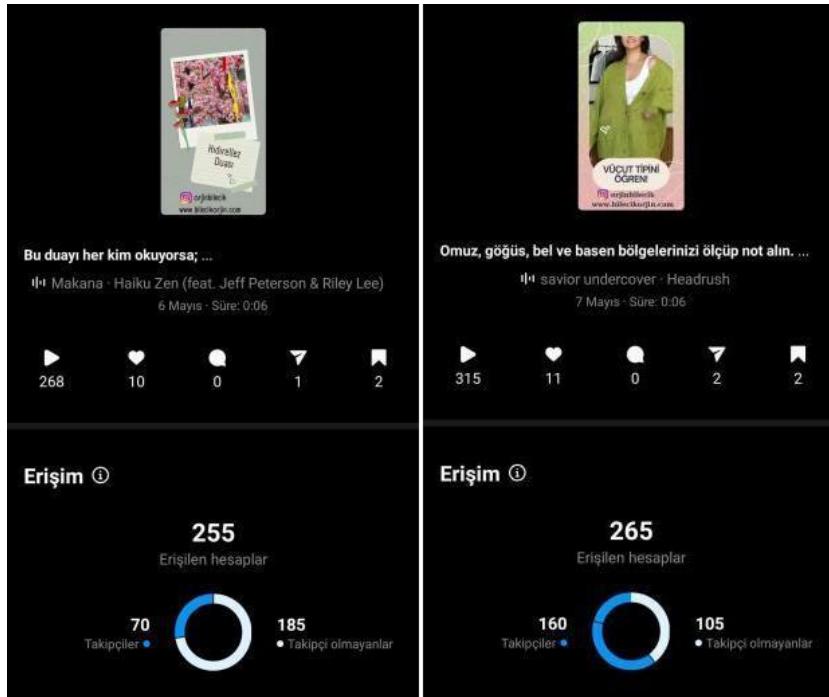 Hıdırellez
Duası
orjinbilecik
www.bilecikorjin.com
Bu duayı her kim okuyorsa; ...
Makana · Haiku Zen (feat. Jeff Peterson & Riley Lee)
6 Mayıs · Süre: 0:06
268
10
0
1
2
Erişim
255
Erişilen hesaplar
70
Takipçiler
185
Takipçi olmayanlar
VÜCUT TİPİNİ
ÖĞREN!
orjinbilecik
www.bilecikorjin.com
Omuz, göğüs, bel ve basen bölgelerinizi ölçüp not alın. ...
savior undercover · Headrush
7 Mayıs · Süre: 0:06
315
11
0
2
2
Erişim
265
Erişilen hesaplar
160
Takipçiler
105
Takipçi olmayanlar